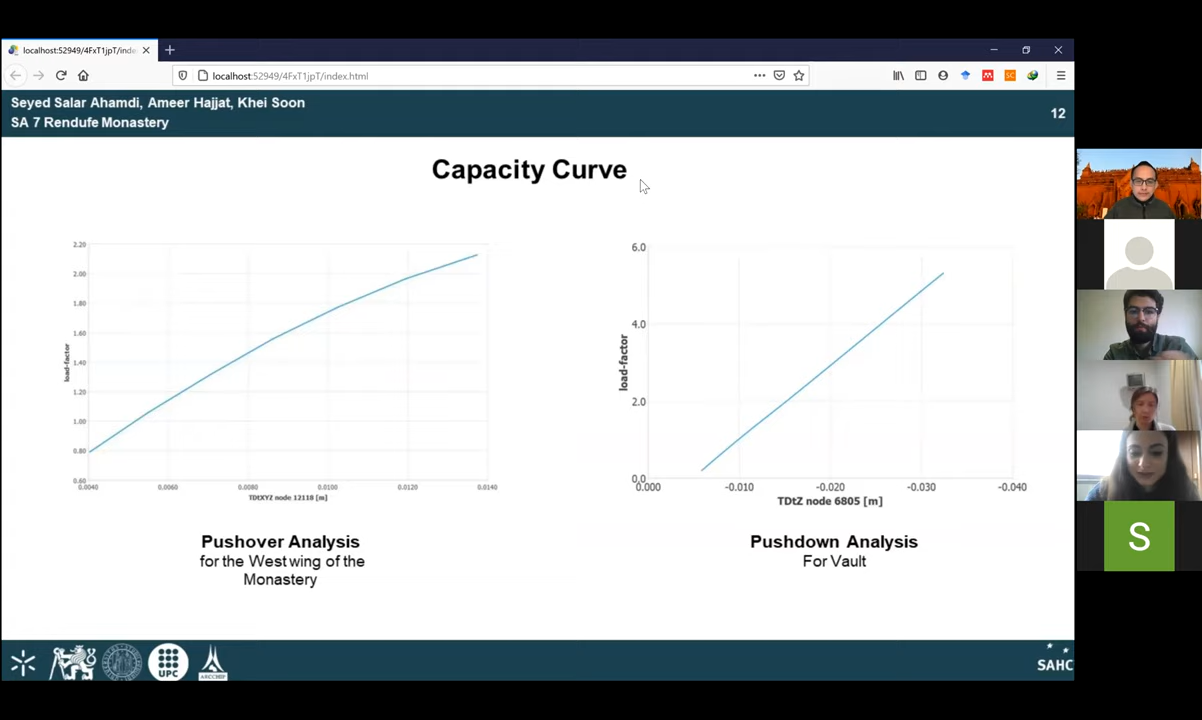 localhost:52949/4FxT1jpT/inde
localhost:52949/4FxT1jpT/index.html
Seyed Salar Ahamdi, Ameer Hajjat, Khei Soon
SA 7 Rendufe Monastery
12
Capacity Curve
2.20
2.00
1.80
1.60
1.40
1.20
1.00
0.80
0.60
load-factor
0.0040 0.0060 0.0080 0.0100 0.0120 0.0140
TDtXYZ node 12118 [m]
6.0
4.0
2.0
0.0
load-factor
0.000 -0.010 -0.020 -0.030 -0.040
TDtZ node 6805 [m]
Pushover Analysis
for the West wing of the
Monastery
Pushdown Analysis
For Vault
S
UPC
SAHC